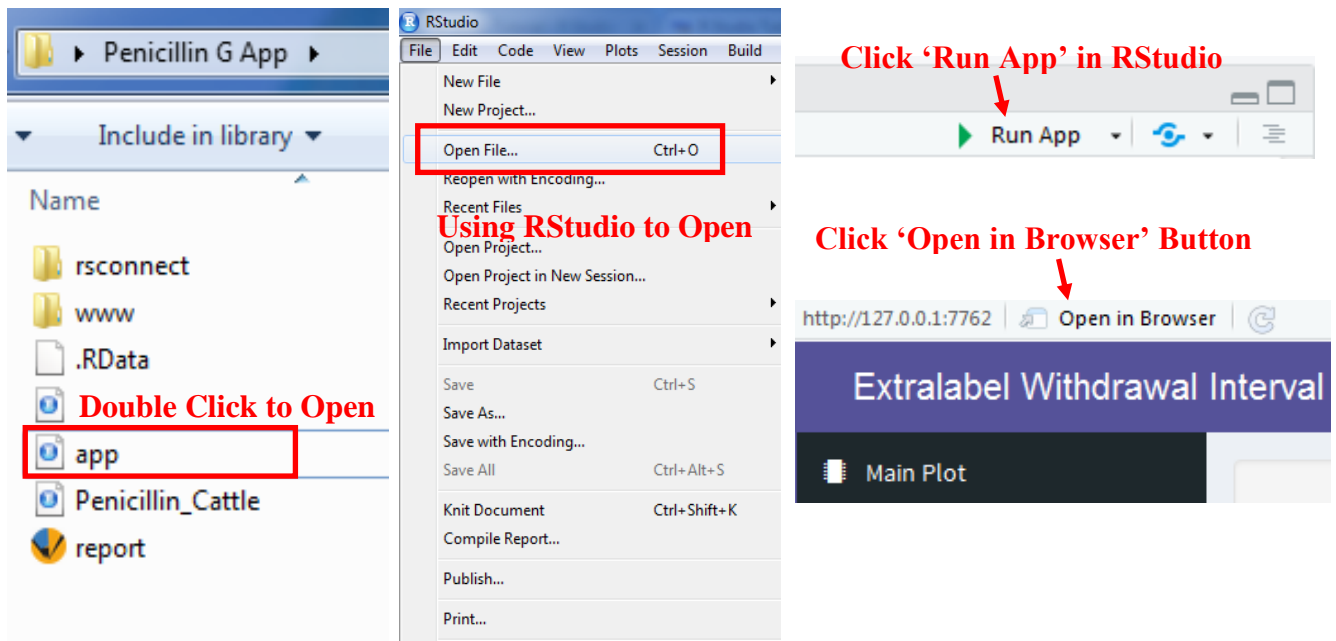 Penicillin G App
Include in library
Name
rsconnect
www
.RData
Double Click to Open
app
Penicillin_Cattle
report
RStudio
File Edit Code View Plots Session Build
New File
New Project...
Open File... Ctrl+O
Reopen with Encoding...
Recent Files
Using RStudio to Open
Open Project...
Open Project in New Session...
Recent Projects
Import Dataset
Save Ctrl+S
Save As...
Save with Encoding...
Save All Ctrl+Alt+S
Knit Document Ctrl+Shift+K
Compile Report...
Publish...
Print...
Click ‘Run App’ in RStudio
Run App
Click ‘Open in Browser’ Button
http://127.0.0.1:7762 Open in Browser
Extralabel Withdrawal Interval
Main Plot